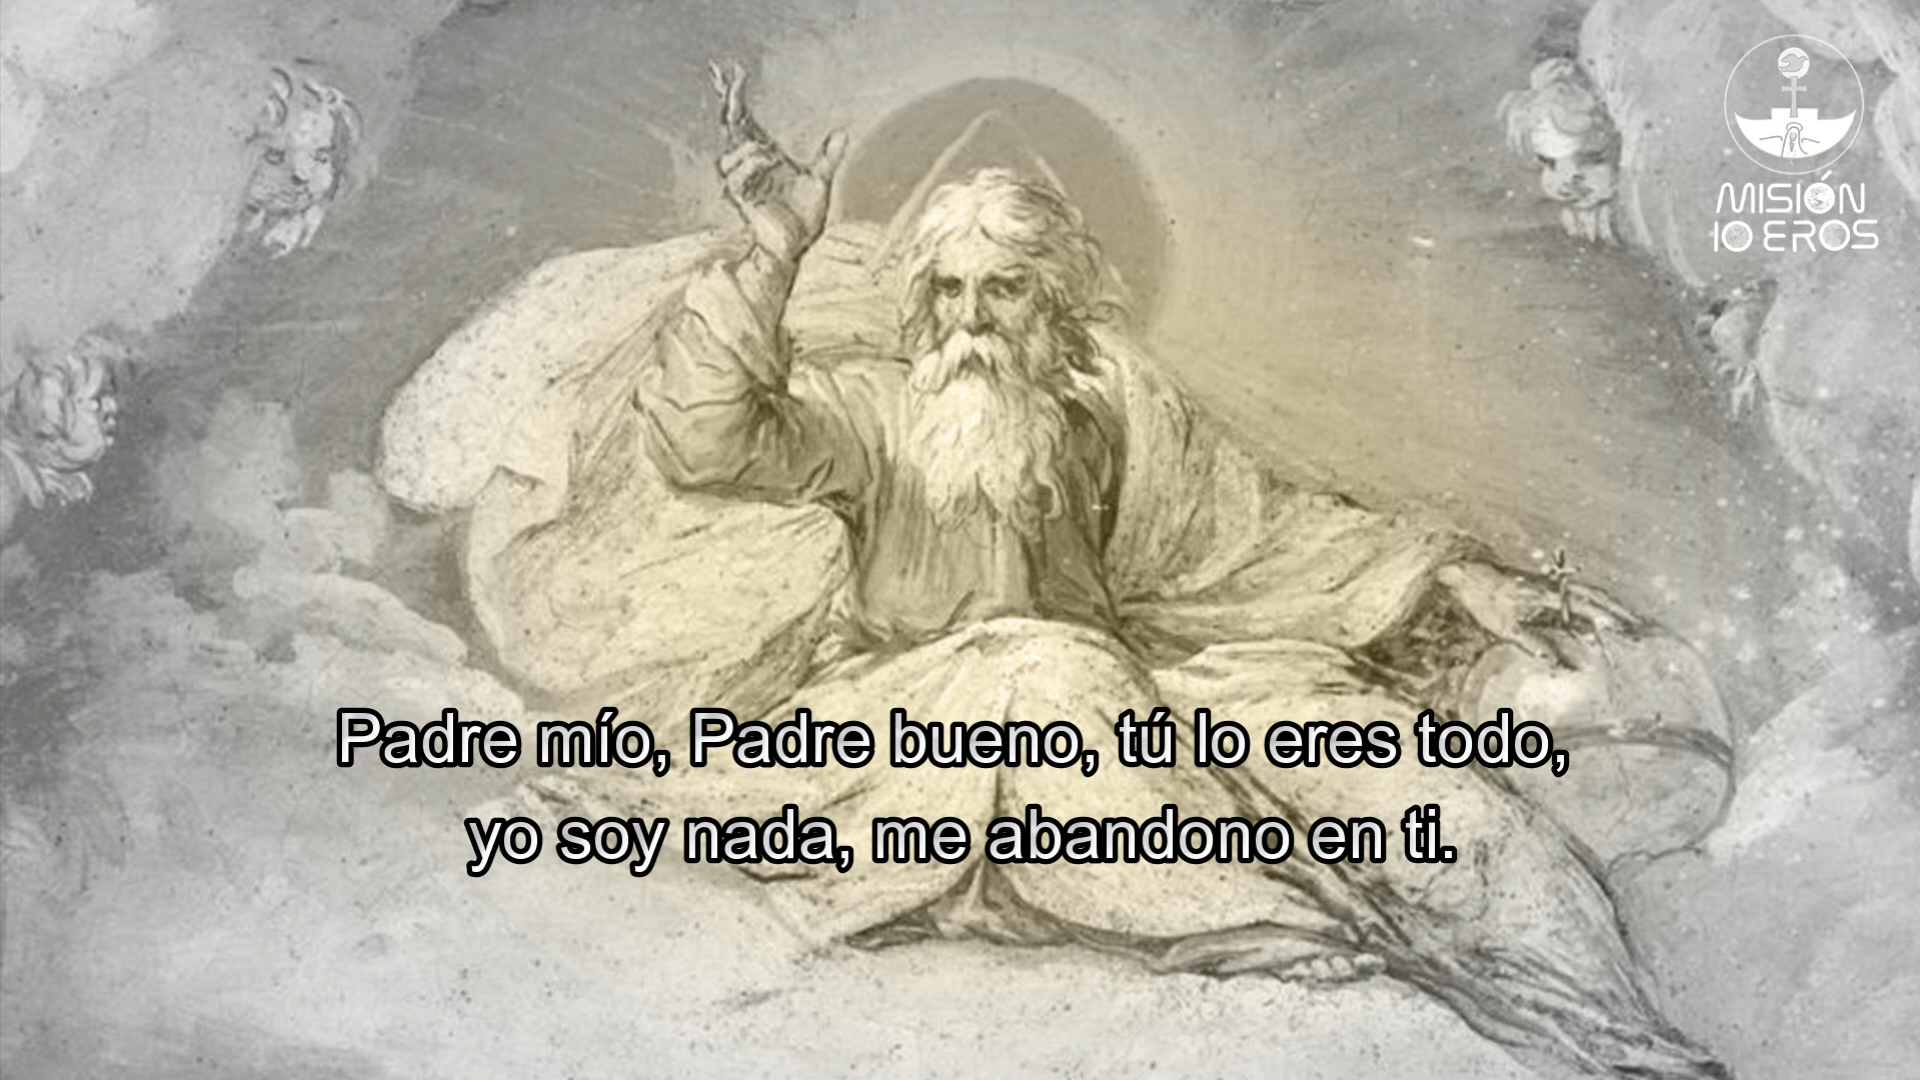 MISIÓN
10 EROS
Padre mío, Padre bueno, tú lo eres todo,
yo soy nada, me abandono en ti.